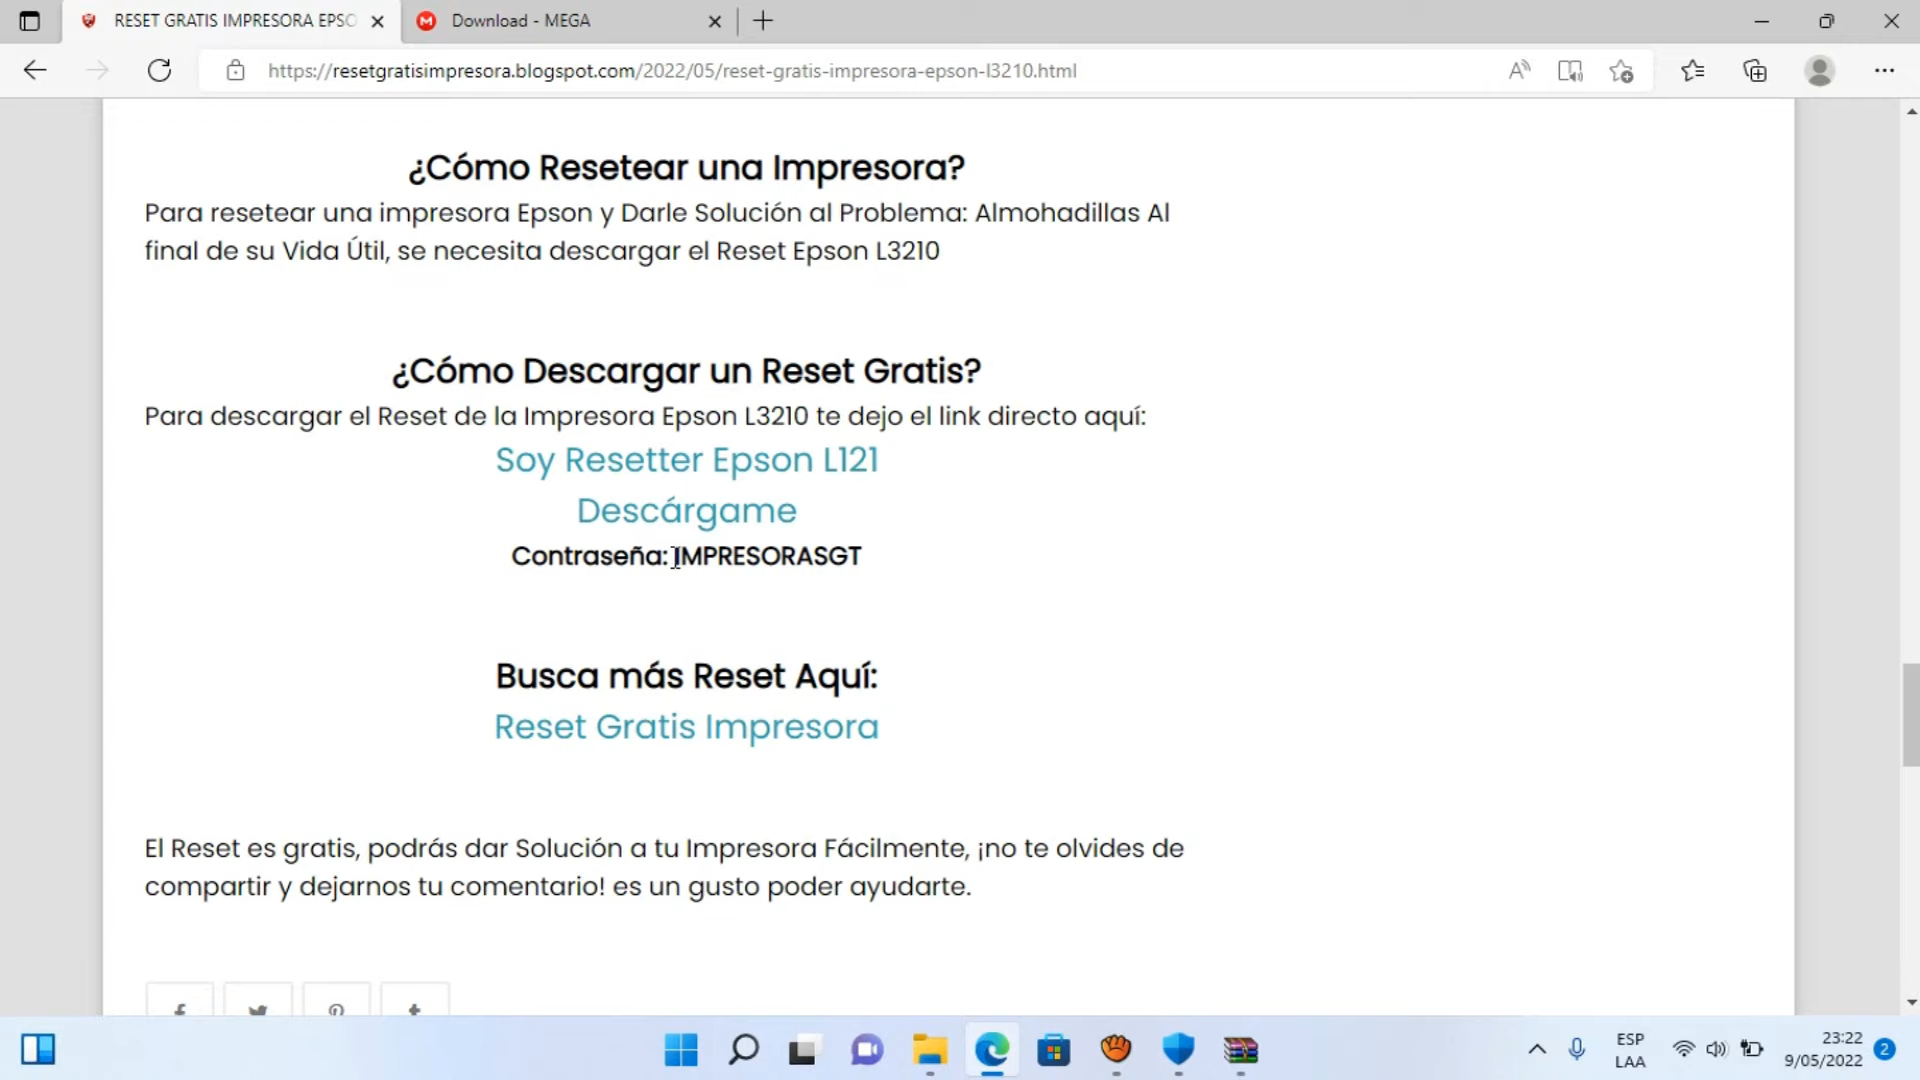 RESET GRATIS IMPRESORA EPSO
Download - MEGA
https://resetgratisimpresora.blogspot.com/2022/05/reset-gratis-impresora-epson-l3210.html
¿Cómo Resetear una Impresora?
Para resetear una impresora Epson y Darle Solución al Problema: Almohadillas Al
final de su Vida Útil, se necesita descargar el Reset Epson L3210
¿Cómo Descargar un Reset Gratis?
Para descargar el Reset de la Impresora Epson L3210 te dejo el link directo aquí:
Soy Resetter Epson L121
Descárgame
Contraseña: IMPRESORASGT
Busca más Reset Aquí:
Reset Gratis Impresora
El Reset es gratis, podrás dar Solución a tu Impresora Fácilmente, ¡no te olvides de
compartir y dejarnos tu comentario! es un gusto poder ayudarte.
ESP
LAA
23:22
9/05/2022
2